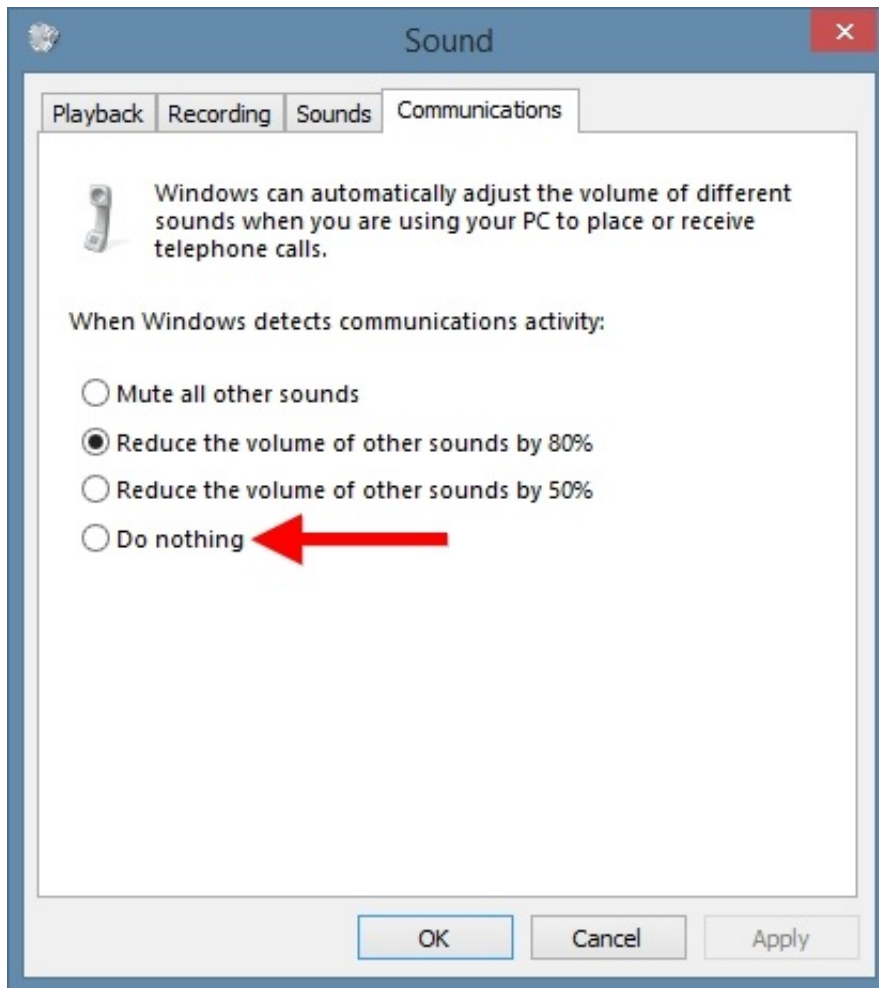 Sound
Playback Recording Sounds Communications
Windows can automatically adjust the volume of different
sounds when you are using your PC to place or receive
telephone calls.
When Windows detects communications activity:
Mute all other sounds
Reduce the volume of other sounds by 80%
Reduce the volume of other sounds by 50%
Do nothing
OK Cancel Apply